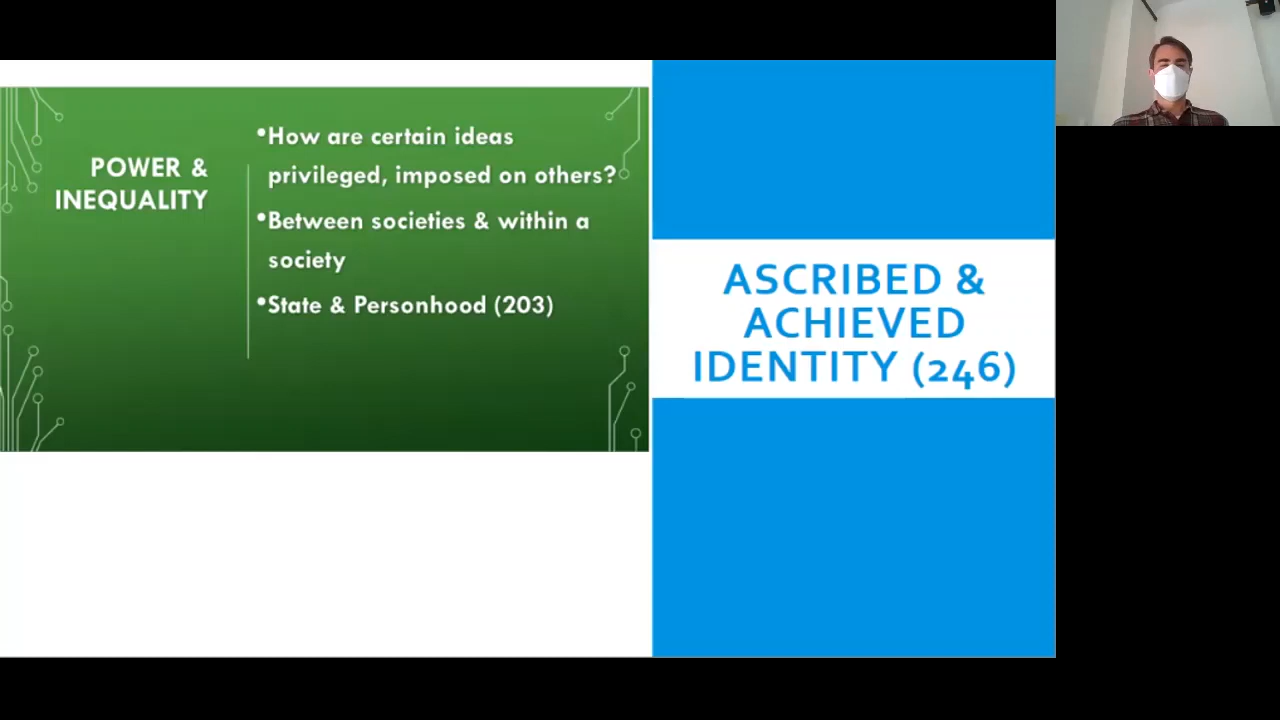 POWER &
INEQUALITY
•How are certain ideas
privileged, imposed on others?
•Between societies & within a
society
•State & Personhood (203)
ASCRIBED &
ACHIEVED
IDENTITY (246)